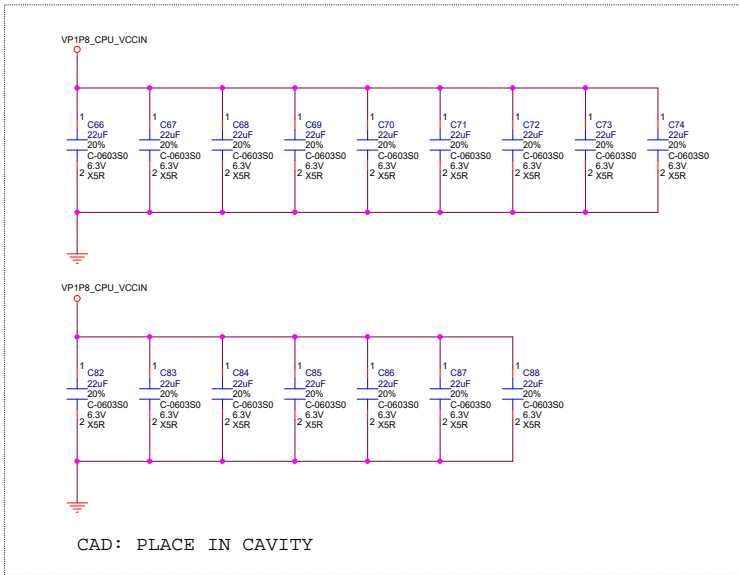 VP1P8_CPU_VCCIN
1 C66 22uF 20% C-0603S0 6.3V 2 X5R
1 C67 22uF 20% C-0603S0 6.3V 2 X5R
1 C68 22uF 20% C-0603S0 6.3V 2 X5R
1 C69 22uF 20% C-0603S0 6.3V 2 X5R
1 C70 22uF 20% C-0603S0 6.3V 2 X5R
1 C71 22uF 20% C-0603S0 6.3V 2 X5R
1 C72 22uF 20% C-0603S0 6.3V 2 X5R
1 C73 22uF 20% C-0603S0 6.3V 2 X5R
1 C74 22uF 20% C-0603S0 6.3V 2 X5R
VP1P8_CPU_VCCIN
1 C82 22uF 20% C-0603S0 6.3V 2 X5R
1 C83 22uF 20% C-0603S0 6.3V 2 X5R
1 C84 22uF 20% C-0603S0 6.3V 2 X5R
1 C85 22uF 20% C-0603S0 6.3V 2 X5R
1 C86 22uF 20% C-0603S0 6.3V 2 X5R
1 C87 22uF 20% C-0603S0 6.3V 2 X5R
1 C88 22uF 20% C-0603S0 6.3V 2 X5R
CAD: PLACE IN CAVITY